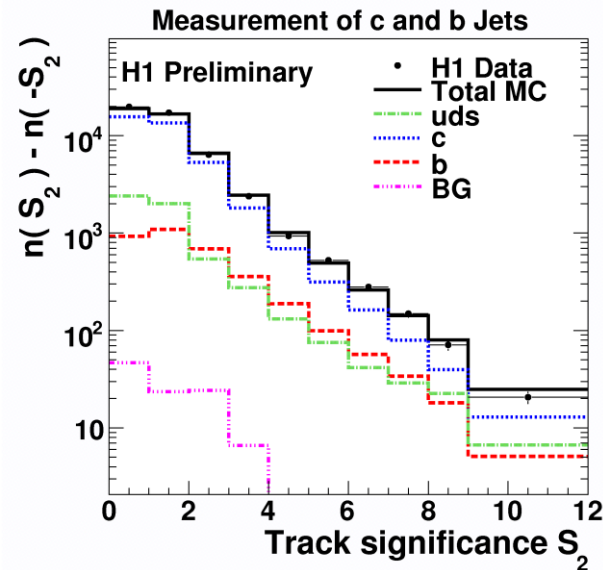 Measurement of c and b Jets
H1 Preliminary
H1 Data
Total MC
uds
c
b
BG
n( S₂ ) - n( -S₂ )
10⁴
10³
10²
10
0 2 4 6 8 10 12
Track significance S₂